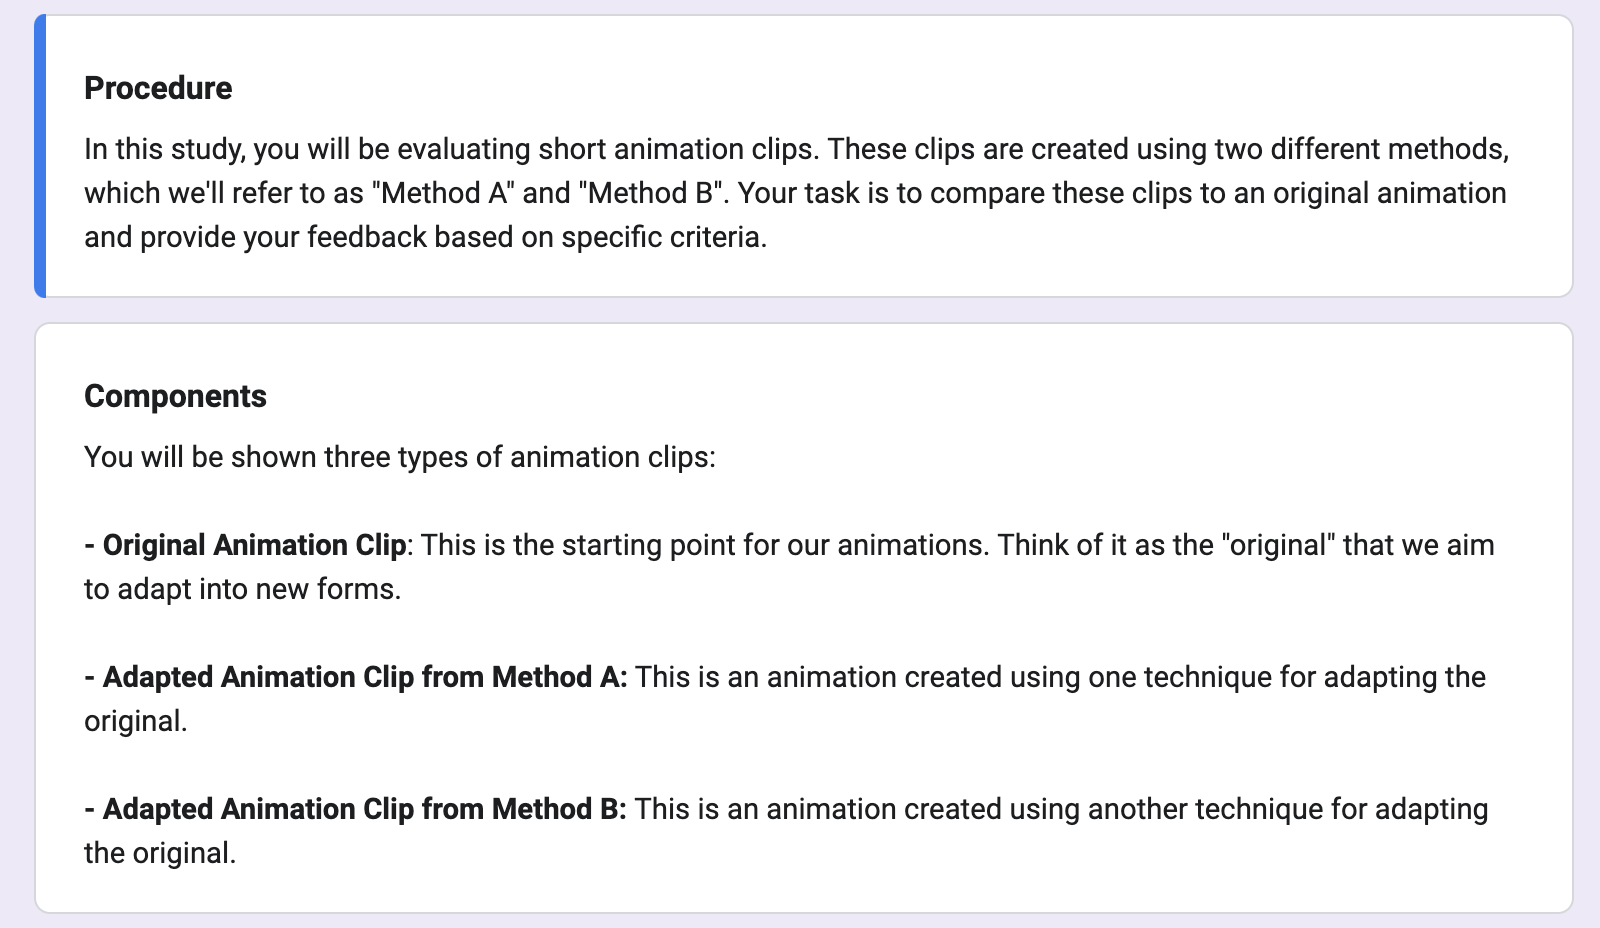 Procedure
In this study, you will be evaluating short animation clips. These clips are created using two different methods,
which we'll refer to as "Method A" and "Method B". Your task is to compare these clips to an original animation
and provide your feedback based on specific criteria.
Components
You will be shown three types of animation clips:
- Original Animation Clip: This is the starting point for our animations. Think of it as the "original" that we aim
to adapt into new forms.
- Adapted Animation Clip from Method A: This is an animation created using one technique for adapting the
original.
- Adapted Animation Clip from Method B: This is an animation created using another technique for adapting
the original.